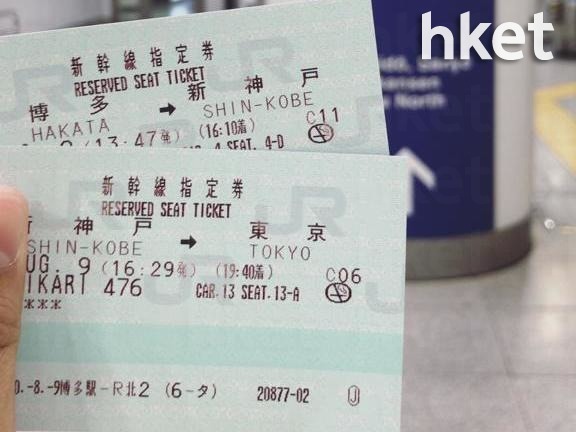 hket
新幹線指定券
RESERVED SEAT TICKET
博多 → 新神戸
HAKATA SHIN-KOBE
(13:47発) (16:10着) C11
SEAT. 4-D
新幹線指定券
RESERVED SEAT TICKET
神戸 → 東京
SHIN-KOBE TOKYO
UG. 9 (16:29発) (19:40着) C06
IKARI 476 CAR.13 SEAT.13-A
***
0.-8.-9博多駅-R北2 (6-タ) 20877-02 Ⓙ
North